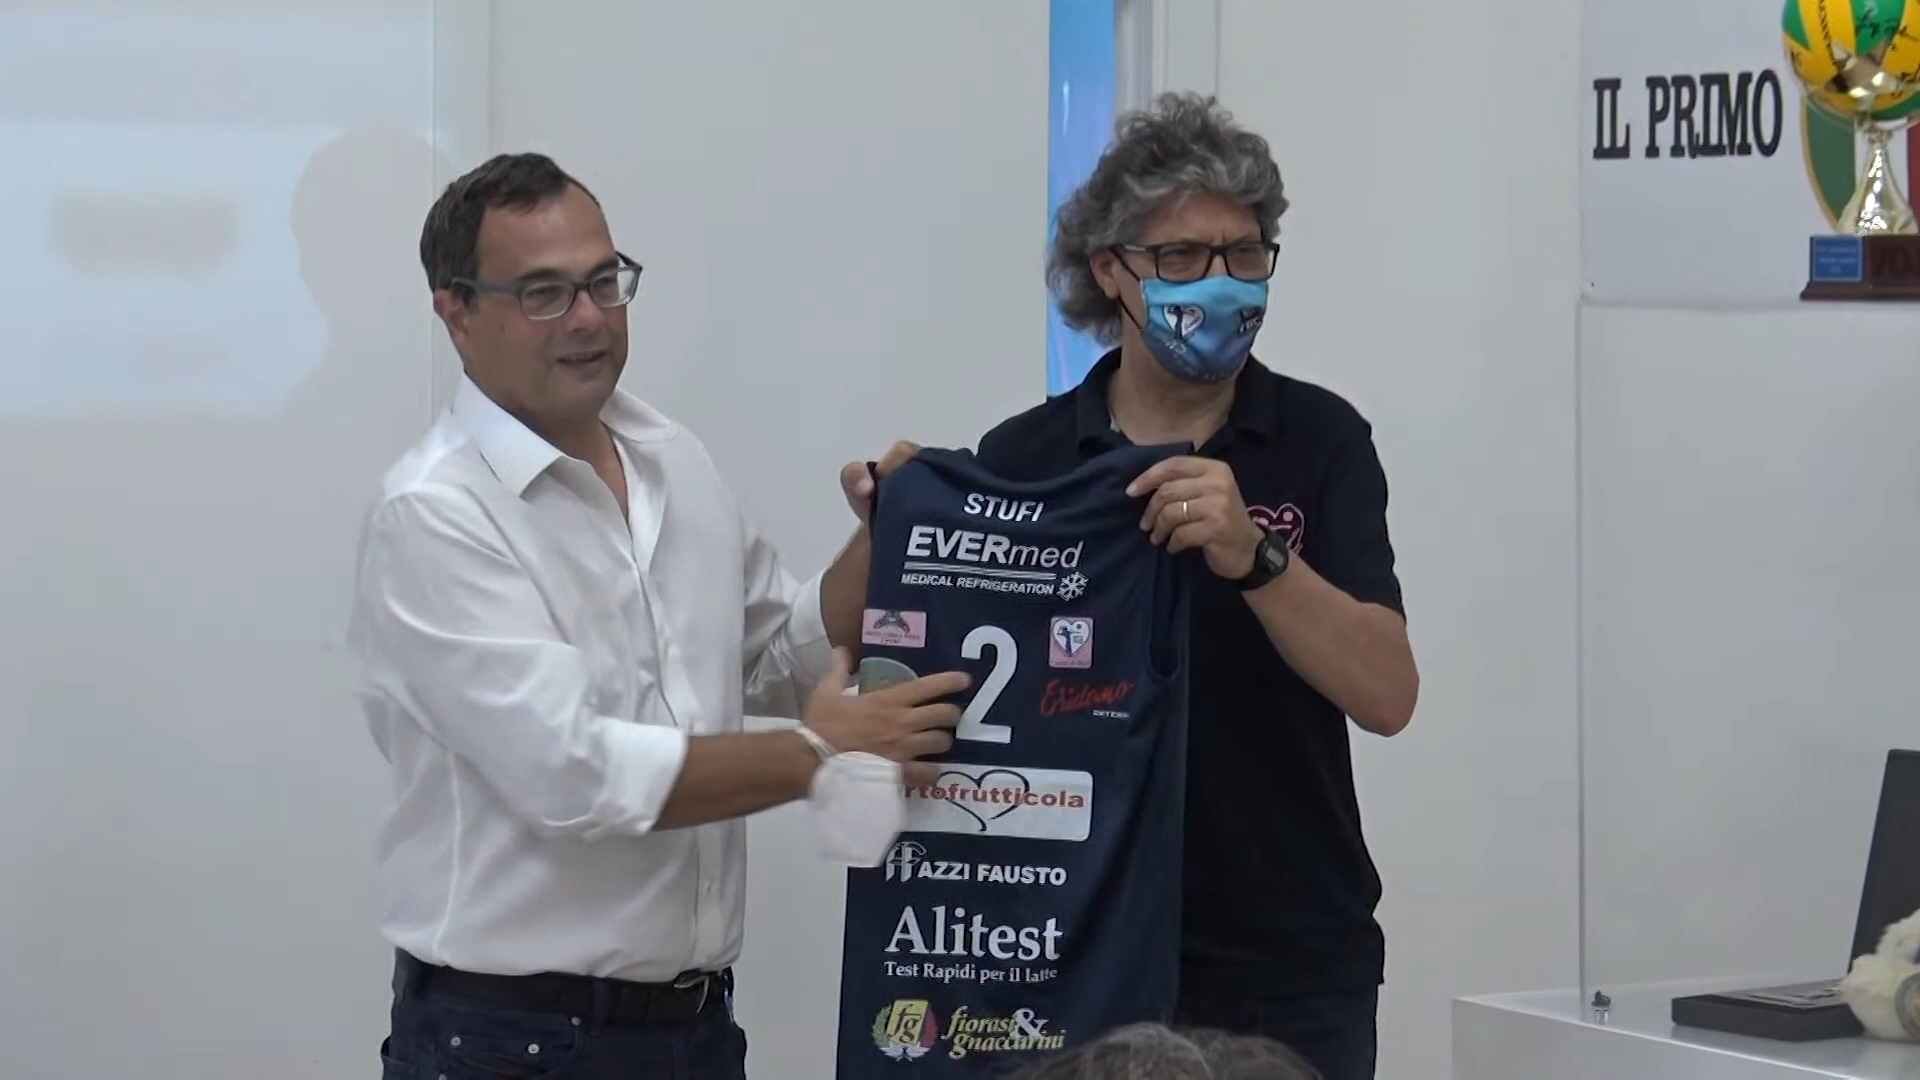 IL PRIMO
STUFI
EVERmed
MEDICAL REFRIGERATION
2
Eridano
rtofrutticola
AZZI FAUSTO
Alitest
Test Rapidi per il latte
fg
fiorasi &
gnaccarini